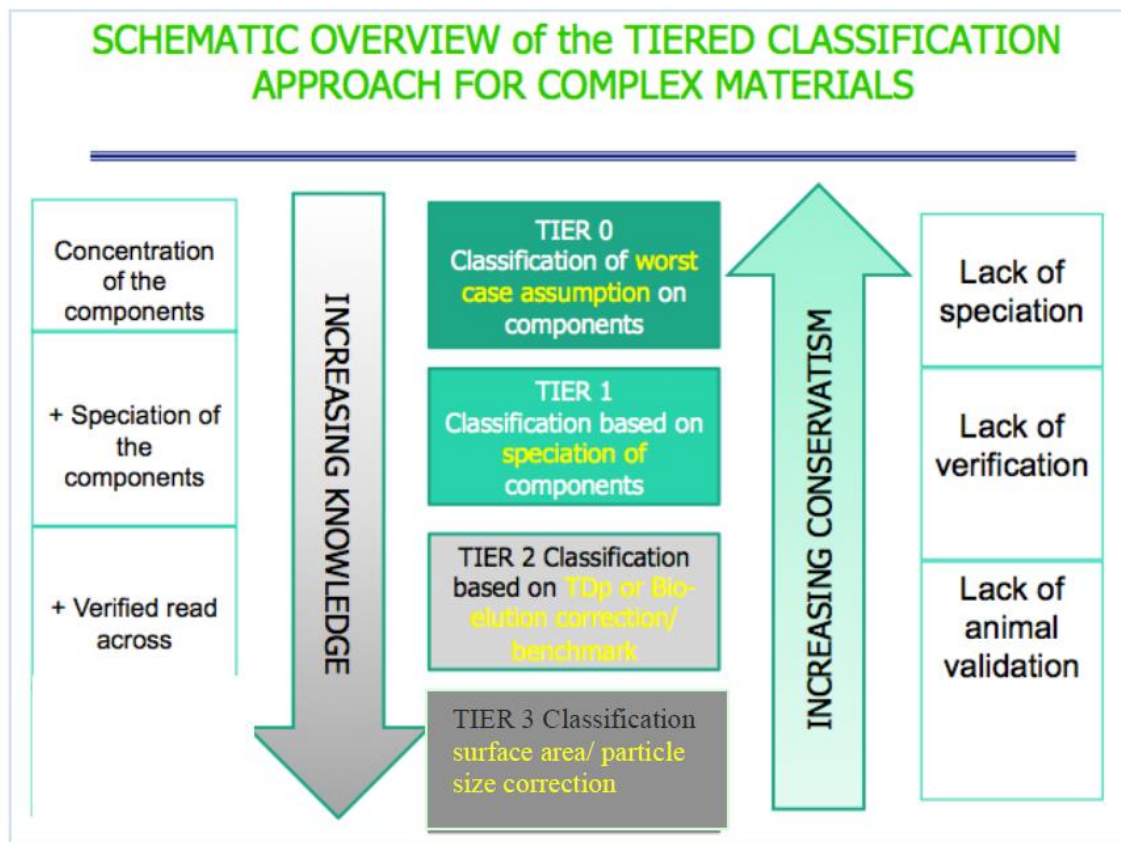 SCHEMATIC OVERVIEW of the TIERED CLASSIFICATION
APPROACH FOR COMPLEX MATERIALS
Concentration
of the
components
+ Speciation of
the
components
+ Verified read
across
INCREASING KNOWLEDGE
TIER 0
Classification of worst
case assumption on
components
TIER 1
Classification based on
speciation of
components
TIER 2 Classification
based on TDp or Bio-
elution correction/
benchmark
TIER 3 Classification
surface area/ particle
size correction
INCREASING CONSERVATISM
Lack of
speciation
Lack of
verification
Lack of
animal
validation